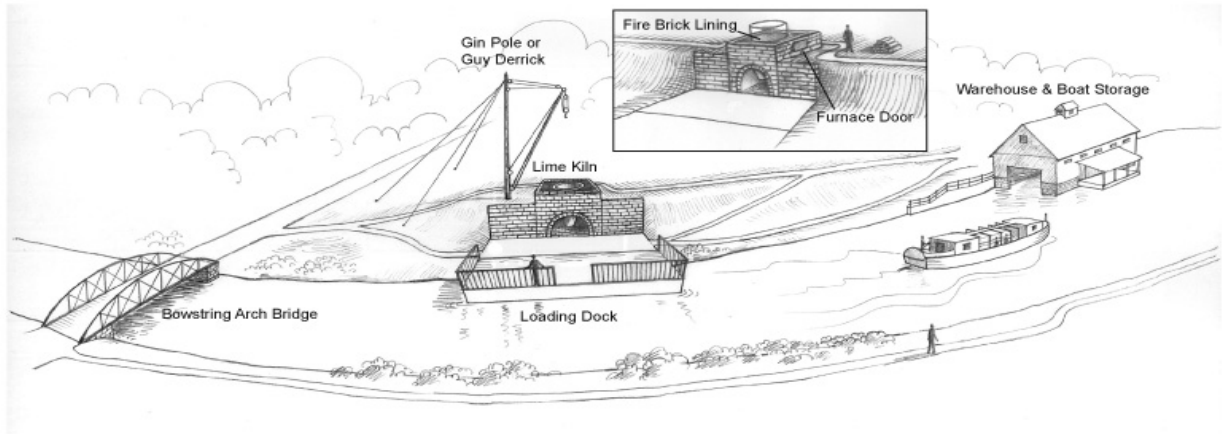 Fire Brick Lining
Gin Pole or
Guy Derrick
Warehouse & Boat Storage
Furnace Door
Lime Kiln
Bowstring Arch Bridge
Loading Dock